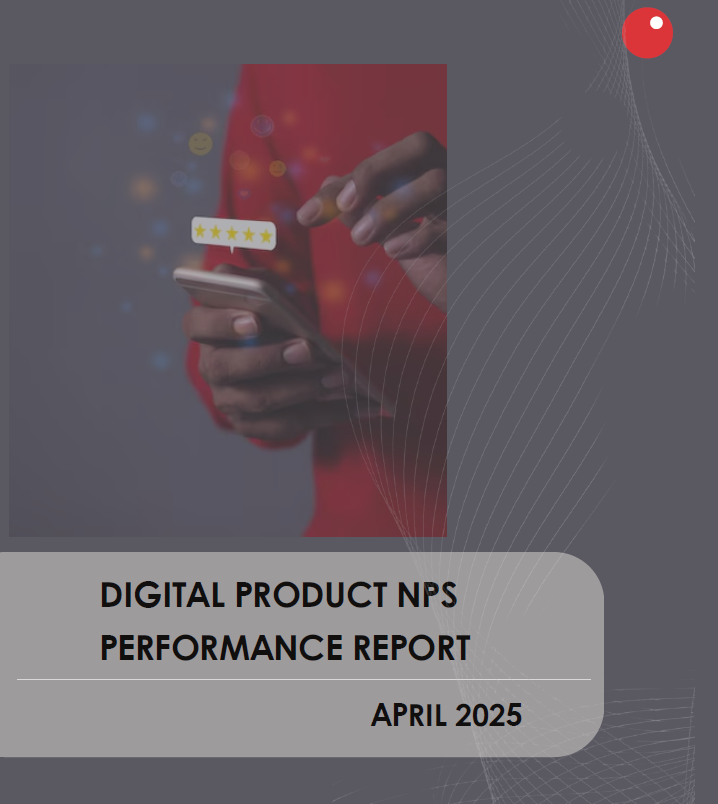 DIGITAL PRODUCT NPS
PERFORMANCE REPORT
APRIL 2025